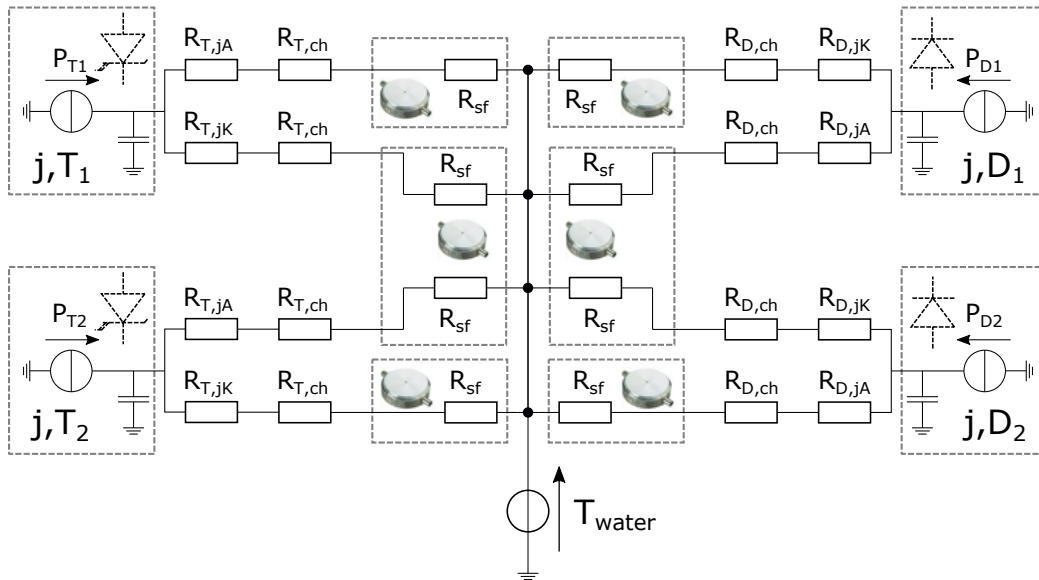 R_T,jA R_T,ch R_D,ch R_D,jK
P_T1 R_sf R_sf P_D1
R_T,jK R_T,ch R_D,ch R_D,jA
j,T_1 R_sf R_sf j,D_1
R_T,jA R_T,ch R_D,ch R_D,jK
P_T2 R_sf R_sf P_D2
R_T,jK R_T,ch R_sf R_sf R_D,ch R_D,jA
j,T_2 j,D_2
T_water